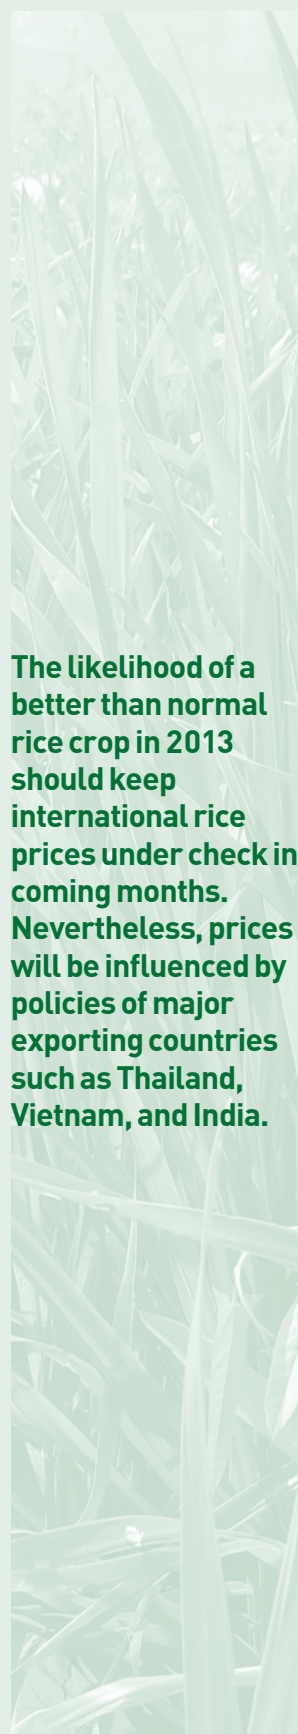 The likelihood of a
better than normal
rice crop in 2013
should keep
international rice
prices under check in
coming months.
Nevertheless, prices
will be influenced by
policies of major
exporting countries
such as Thailand,
Vietnam, and India.